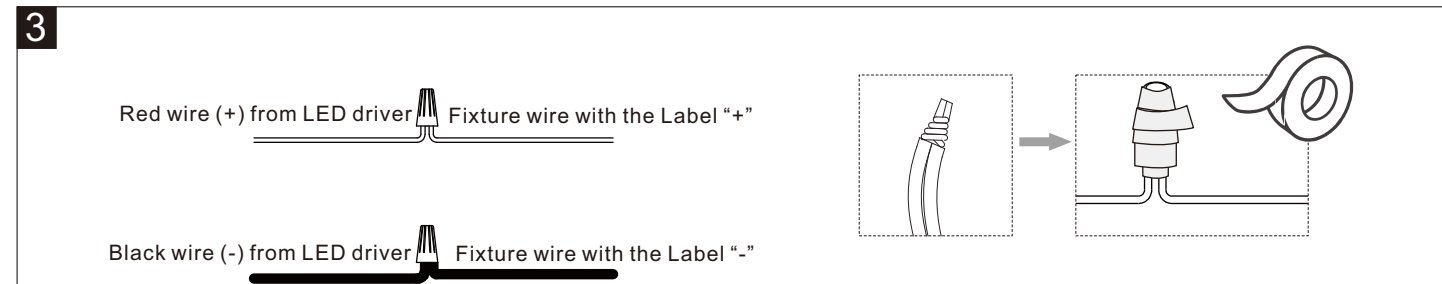 3
Red wire (+) from LED driver Fixture wire with the Label “+”
Black wire (-) from LED driver Fixture wire with the Label “-”